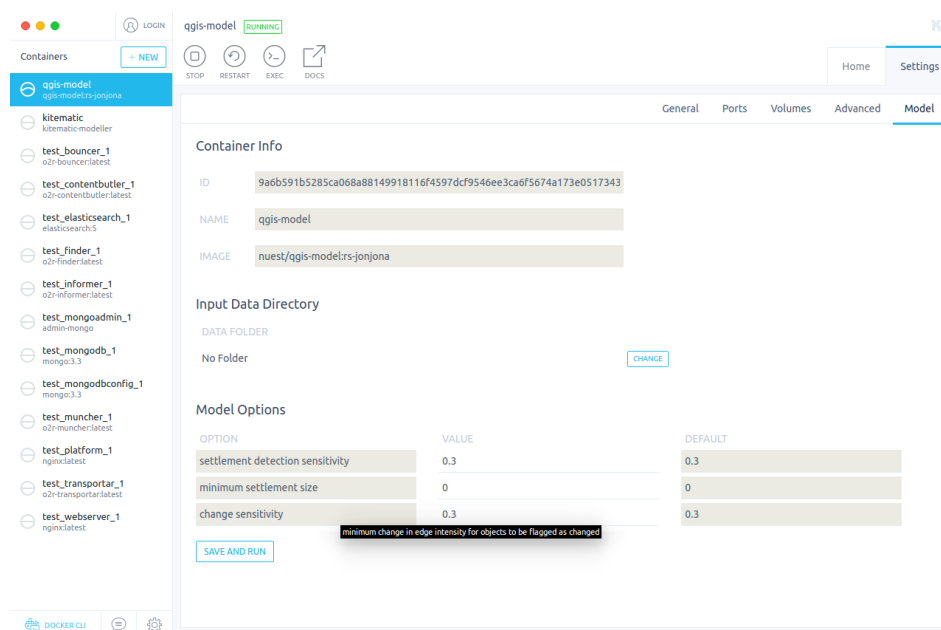 LOGIN
qgis-model RUNNING
Containers
+ NEW
STOP RESTART EXEC DOCS
Home Settings
qgis-model
qgis-model:rs-jonjona
kitematic
kitematic-modeller
test_bouncer_1
o2r-bouncer:latest
test_contentbutler_1
o2r-contentbutler:latest
test_elasticsearch_1
elasticsearch:5
test_finder_1
o2r-finder:latest
test_informer_1
o2r-informer:latest
test_mongoadmin_1
admin-mongo
test_mongodb_1
mongo:3.3
test_mongodbconfig_1
mongo:3.3
test_muncher_1
o2r-muncher:latest
test_platform_1
nginx:latest
test_transportar_1
o2r-transportar:latest
test_webserver_1
nginx:latest
DOCKER CLI
General Ports Volumes Advanced Model
Container Info
ID 9a6b591b5285ca068a88149918116f4597dcf9546ee3ca6f5674a173e0517343
NAME qgis-model
IMAGE nuest/qgis-model:rs-jonjona
Input Data Directory
DATA FOLDER
No Folder CHANGE
Model Options
OPTION VALUE DEFAULT
settlement detection sensitivity 0.3 0.3
minimum settlement size 0 0
change sensitivity 0.3 0.3
minimum change in edge intensity for objects to be flagged as changed
SAVE AND RUN